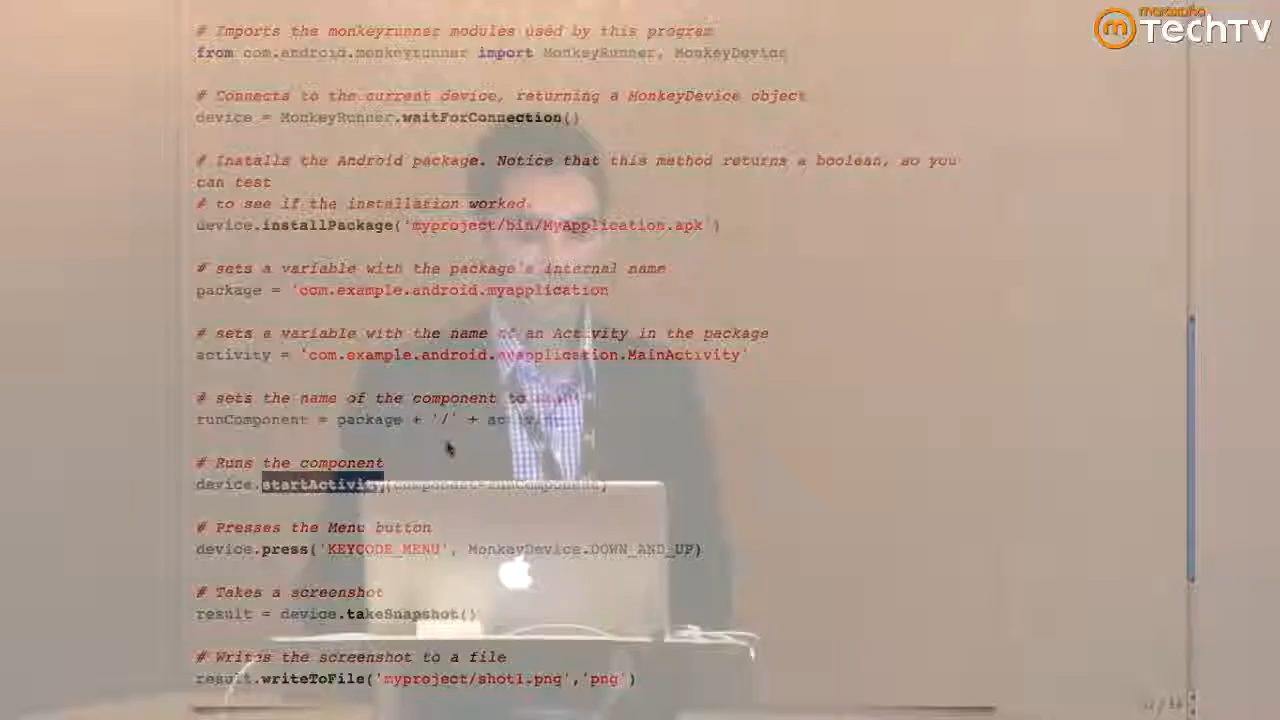 marakana
TechTV
# Imports the monkeyrunner modules used by this program
from com.android.monkeyrunner import MonkeyRunner, MonkeyDevice
# Connects to the current device, returning a MonkeyDevice object
device = MonkeyRunner.waitForConnection()
# Installs the Android package. Notice that this method returns a boolean, so you
can test
# to see if the installation worked.
device.installPackage('myproject/bin/MyApplication.apk')
# sets a variable with the package's internal name
package = 'com.example.android.myapplication
# sets a variable with the name of an Activity in the package
activity = 'com.example.android.myapplication.MainActivity'
# sets the name of the component to
runComponent = package + '/' + activity
# Runs the component
device.startActivity(component=runComponent)
# Presses the Menu button
device.press('KEYCODE_MENU', MonkeyDevice.DOWN_AND_UP)
# Takes a screenshot
result = device.takeSnapshot()
# Writes the screenshot to a file
result.writeToFile('myproject/shot1.png','png')